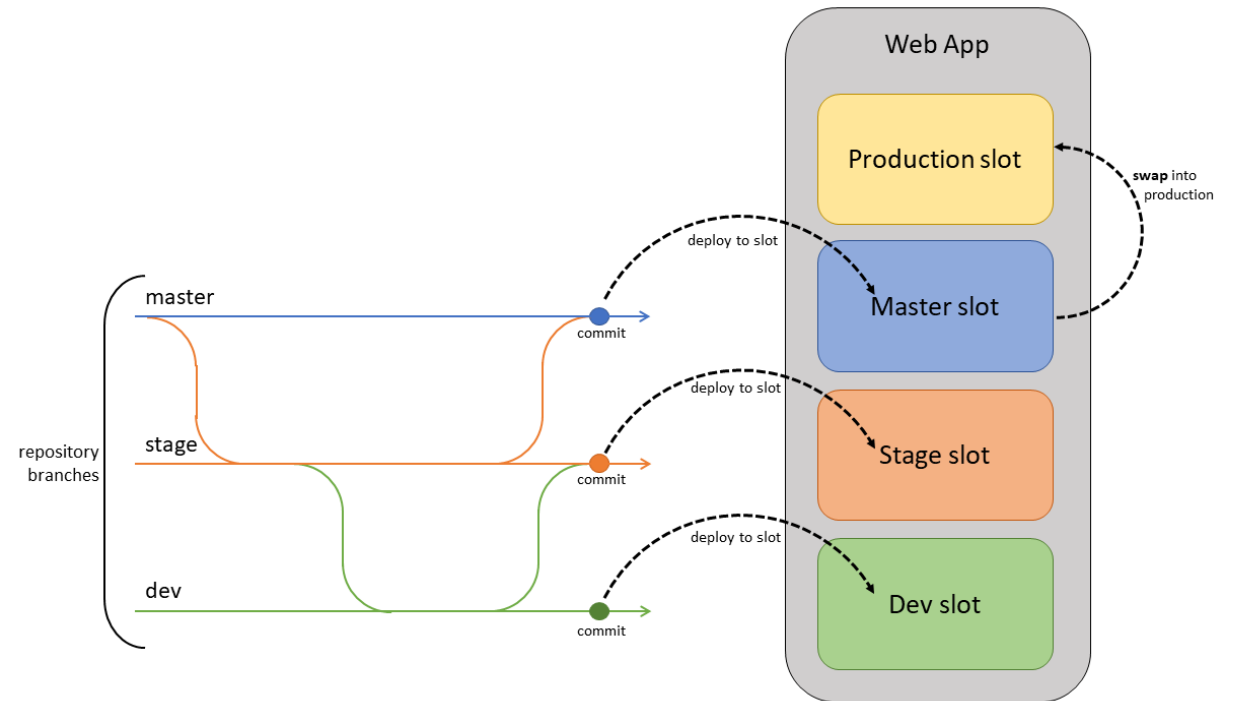 Web App
Production slot
swap into
production
deploy to slot
Master slot
master
commit
deploy to slot
Stage slot
stage
commit
repository
branches
deploy to slot
Dev slot
dev
commit